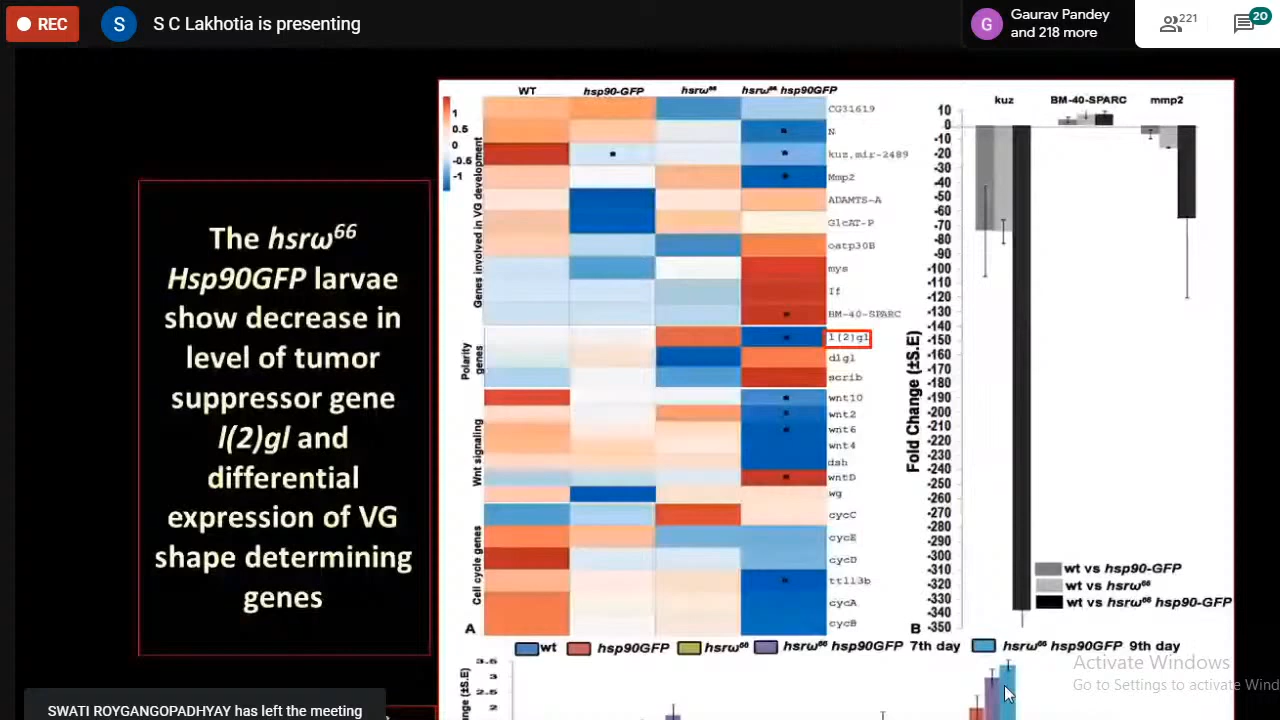 REC
S
S C Lakhotia is presenting
G
Gaurav Pandey
and 218 more
221
20
The hsrω⁶⁶
Hsp90GFP larvae
show decrease in
level of tumor
suppressor gene
l(2)gl and
differential
expression of VG
shape determining
genes
WT
hsp90-GFP
hsrω⁶⁶
hsrω⁶⁶ hsp90GFP
1
0.5
0
-0.5
-1
Genes involved in VG development
CG31619
N
kuz,mir-2489
Mmp2
ADAMTS-A
GlcAT-P
oatp30B
mys
If
BM-40-SPARC
Polarity
genes
l(2)gl
dlgl
scrib
Wnt signaling
wnt10
wnt2
wnt6
wnt4
dsh
wntD
wg
Cell cycle genes
cycC
cycE
cycD
ttll3b
cycA
cycB
A
kuz
BM-40-SPARC
mmp2
Fold Change (±S.E)
10
0
-10
-20
-30
-40
-50
-60
-70
-80
-90
-100
-110
-120
-130
-140
-150
-160
-170
-180
-190
-200
-210
-220
-230
-240
-250
-260
-270
-280
-290
-300
-310
-320
-330
-340
-350
wt vs hsp90-GFP
wt vs hsrω⁶⁶
wt vs hsrω⁶⁶ hsp90-GFP
B
wt
hsp90GFP
hsrω⁶⁶
hsrω⁶⁶ hsp90GFP 7th day
hsrω⁶⁶ hsp90GFP 9th day
3.5
3
2.5
2
(±S.E)
Activate Windows
Go to Settings to activate Wind
SWATI ROYGANGOPADHYAY has left the meeting